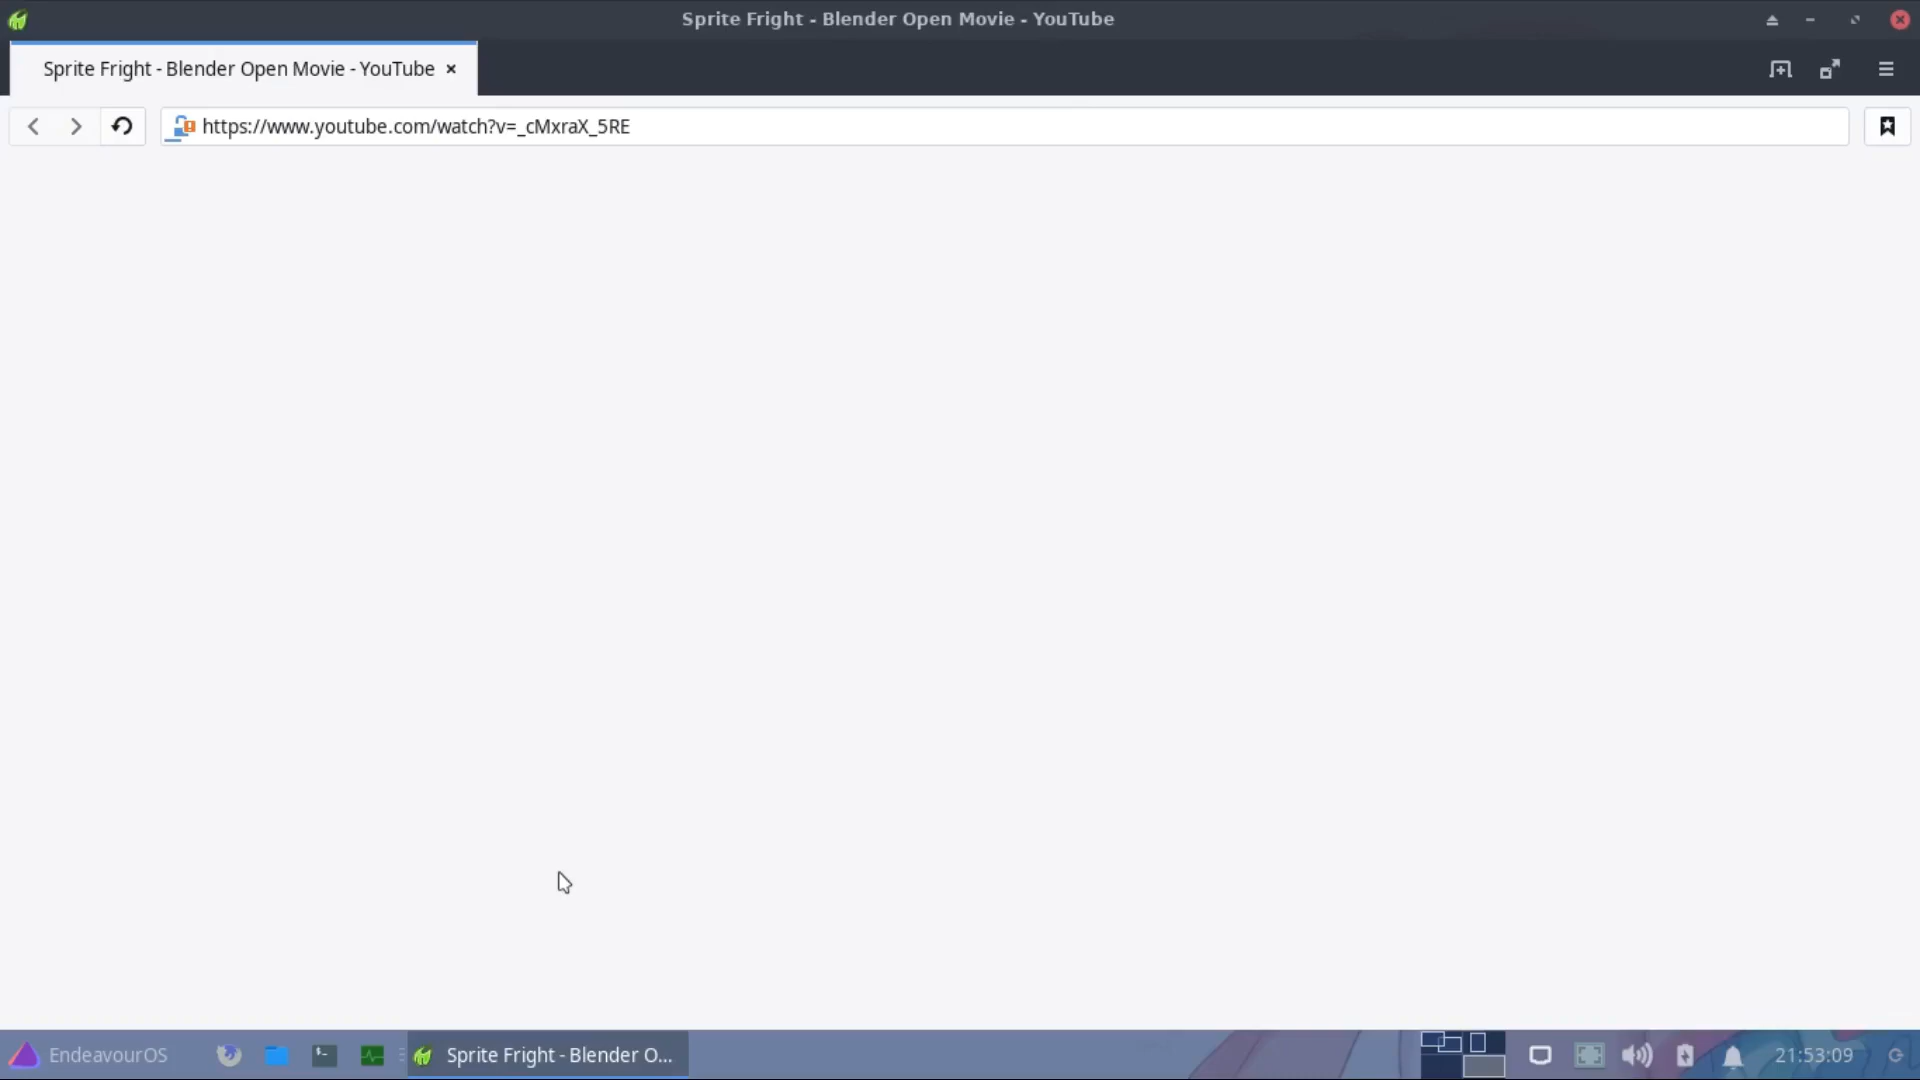 Sprite Fright - Blender Open Movie - YouTube
Sprite Fright - Blender Open Movie - YouTube
https://www.youtube.com/watch?v=_cMxraX_5RE
EndeavourOS
Sprite Fright - Blender O...
21:53:09